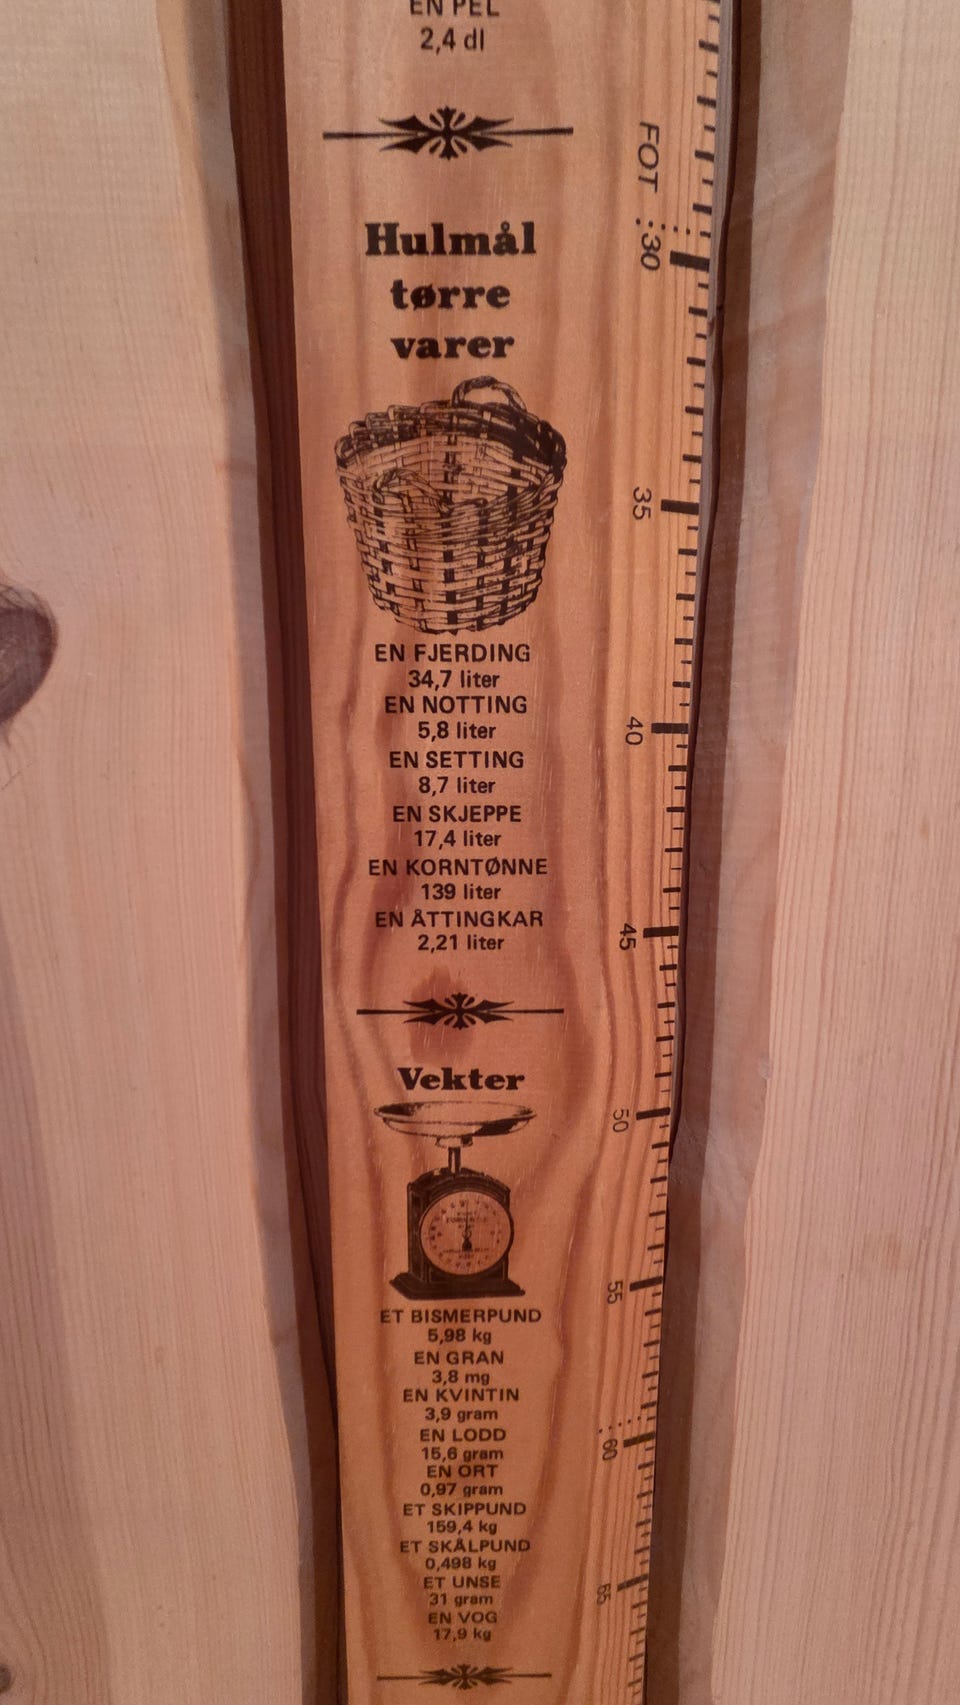 EN PEL
2,4 dl
FOT
30
Hulmål
tørre
varer
35
EN FJERDING
34,7 liter
EN NOTTING
5,8 liter
40
EN SETTING
8,7 liter
EN SKJEPPE
17,4 liter
EN KORNTØNNE
139 liter
EN ÅTTINGKAR
2,21 liter
45
Vekter
50
55
ET BISMERPUND
5,98 kg
EN GRAN
3,8 mg
EN KVINTIN
3,9 gram
EN LODD
15,6 gram
60
EN ORT
0,97 gram
ET SKIPPUND
159,4 kg
ET SKÅLPUND
0,498 kg
ET UNSE
31 gram
65
EN VOG
17,9 kg